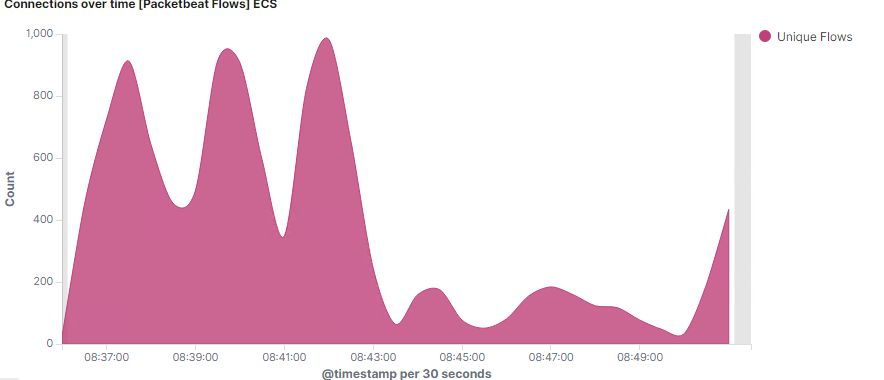 Connections over time [Packetbeat Flows] ECS
1,000
Unique Flows
800
600
400
200
0
Count
08:37:00 08:39:00 08:41:00 08:43:00 08:45:00 08:47:00 08:49:00
@timestamp per 30 seconds